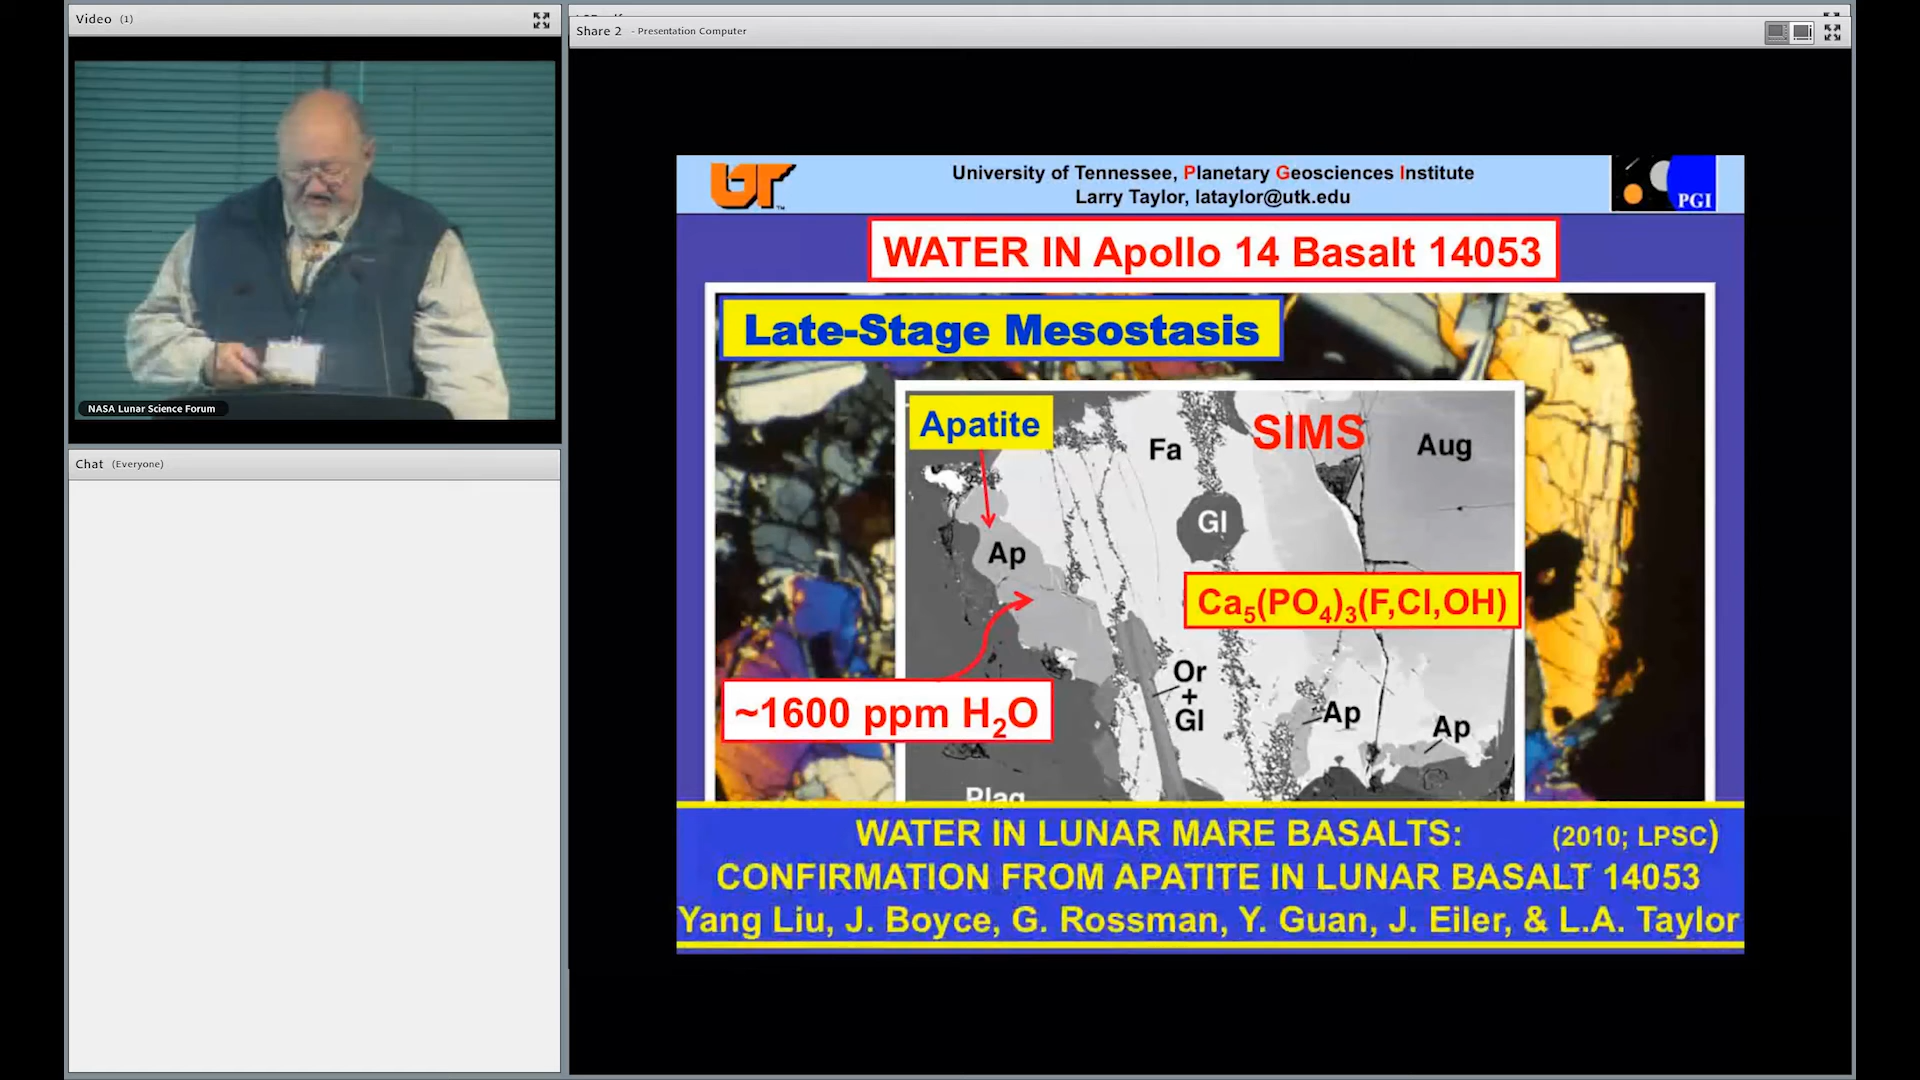 Video (1)
NASA Lunar Science Forum
Chat (Everyone)
Share 2 - Presentation Computer
UT
TM
University of Tennessee, Planetary Geosciences Institute
Larry Taylor, lataylor@utk.edu
PGI
WATER IN Apollo 14 Basalt 14053
Late-Stage Mesostasis
Apatite
Fa
SIMS
Aug
Gl
Ap
Ca₅(PO₄)₃(F,Cl,OH)
Or
+
Gl
~1600 ppm H₂O
Ap
Ap
Plag
WATER IN LUNAR MARE BASALTS: (2010; LPSC)
CONFIRMATION FROM APATITE IN LUNAR BASALT 14053
Yang Liu, J. Boyce, G. Rossman, Y. Guan, J. Eiler, & L.A. Taylor